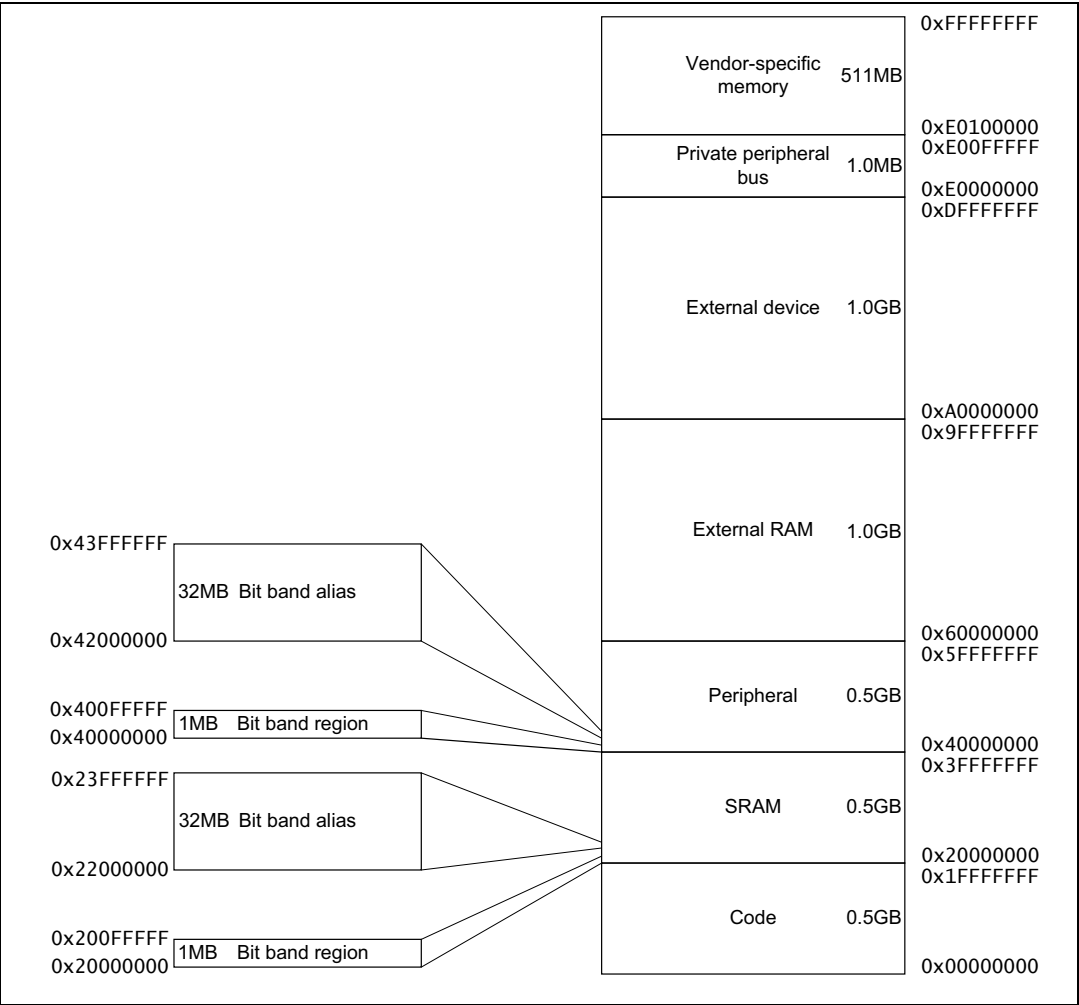 0xFFFFFFFF
Vendor-specific
memory
511MB
0xE0100000
0xE00FFFFF
Private peripheral
bus
1.0MB
0xE0000000
0xDFFFFFFF
External device 1.0GB
0xA0000000
0x9FFFFFFF
External RAM 1.0GB
0x60000000
0x5FFFFFFF
Peripheral 0.5GB
0x40000000
0x3FFFFFFF
SRAM 0.5GB
0x20000000
0x1FFFFFFF
Code 0.5GB
0x00000000
0x43FFFFFF
32MB Bit band alias
0x42000000
0x400FFFFF
1MB Bit band region
0x40000000
0x23FFFFFF
32MB Bit band alias
0x22000000
0x200FFFFF
1MB Bit band region
0x20000000